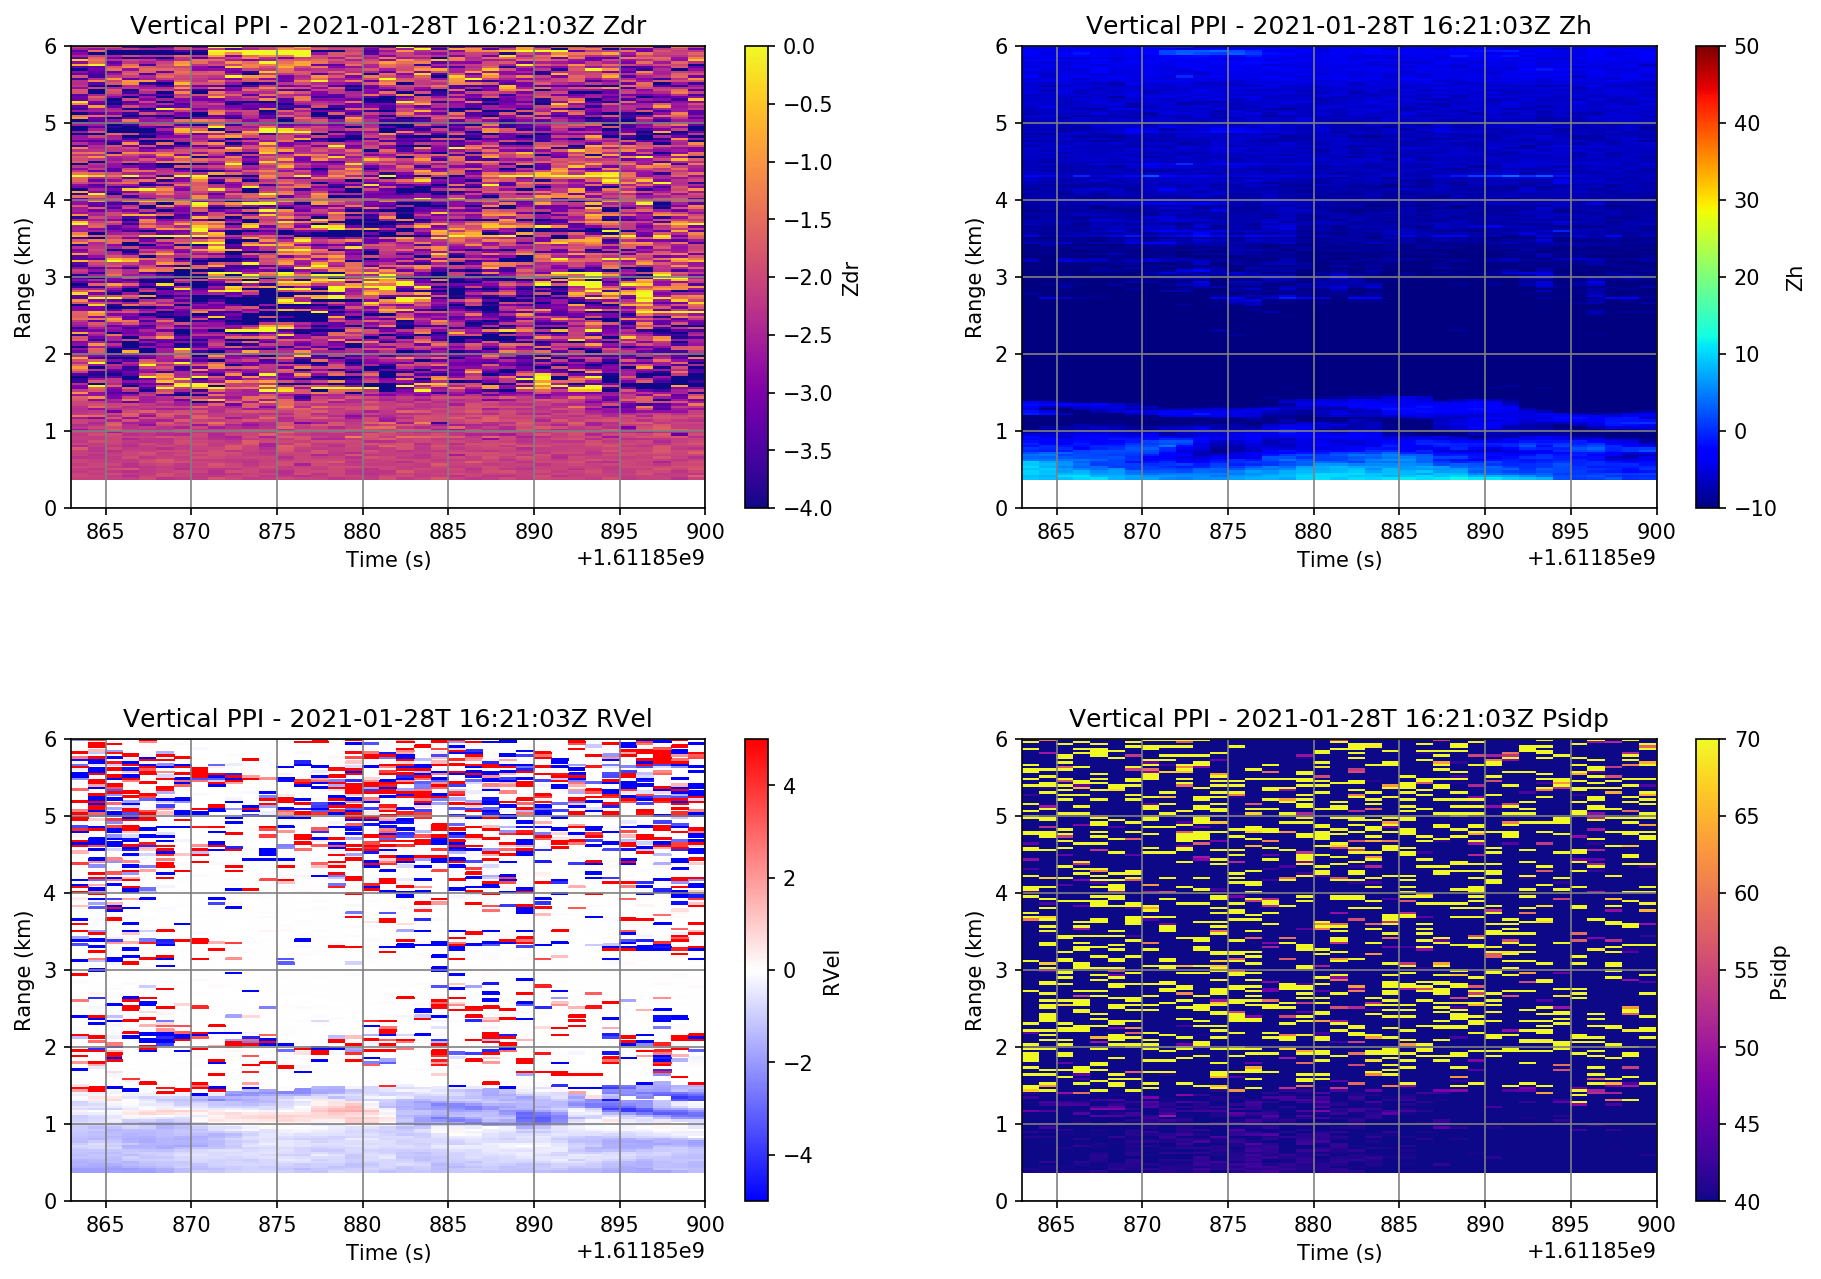 Vertical PPI - 2021-01-28T 16:21:03Z Zdr
6
5
4
3
2
1
0
Range (km)
865 870 875 880 885 890 895 900
Time (s)
+1.61185e9
0.0
−0.5
−1.0
−1.5
−2.0
−2.5
−3.0
−3.5
−4.0
Zdr
Vertical PPI - 2021-01-28T 16:21:03Z Zh
6
5
4
3
2
1
0
Range (km)
865 870 875 880 885 890 895 900
Time (s)
+1.61185e9
50
40
30
20
10
0
−10
Zh
Vertical PPI - 2021-01-28T 16:21:03Z RVel
6
5
4
3
2
1
0
Range (km)
865 870 875 880 885 890 895 900
Time (s)
+1.61185e9
4
2
0
−2
−4
RVel
Vertical PPI - 2021-01-28T 16:21:03Z Psidp
6
5
4
3
2
1
0
Range (km)
865 870 875 880 885 890 895 900
Time (s)
+1.61185e9
70
65
60
55
50
45
40
Psidp